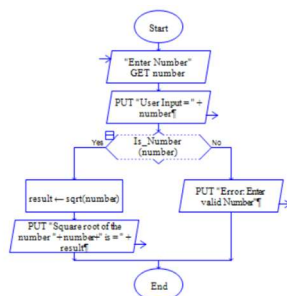 Start
"Enter Number"
GET number
PUT "User Input = " +
number¶
Yes
Is_Number
(number)
No
result ← sqrt(number)
PUT "Error: Enter
valid Number"¶
PUT "Square root of the
number "+number+" is = " +
result¶
End